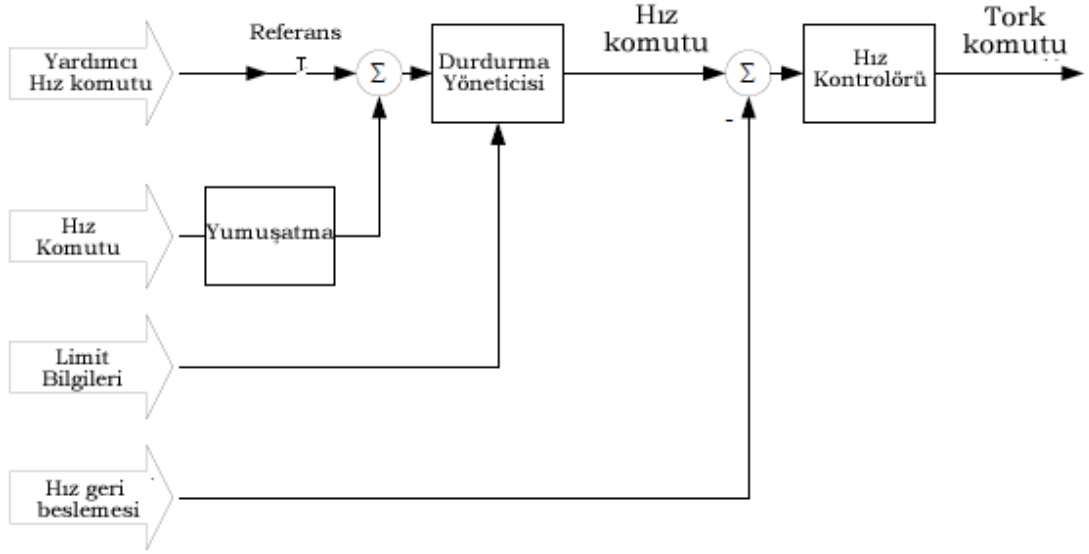 Yardımcı
Hız komutu
Referans
T
Σ
Durdurma
Yöneticisi
Hız
komutu
Σ
-
Hız
Kontrolörü
Tork
komutu
Hız
Komutu
Yumuşatma
Limit
Bilgileri
Hız geri
beslemesi